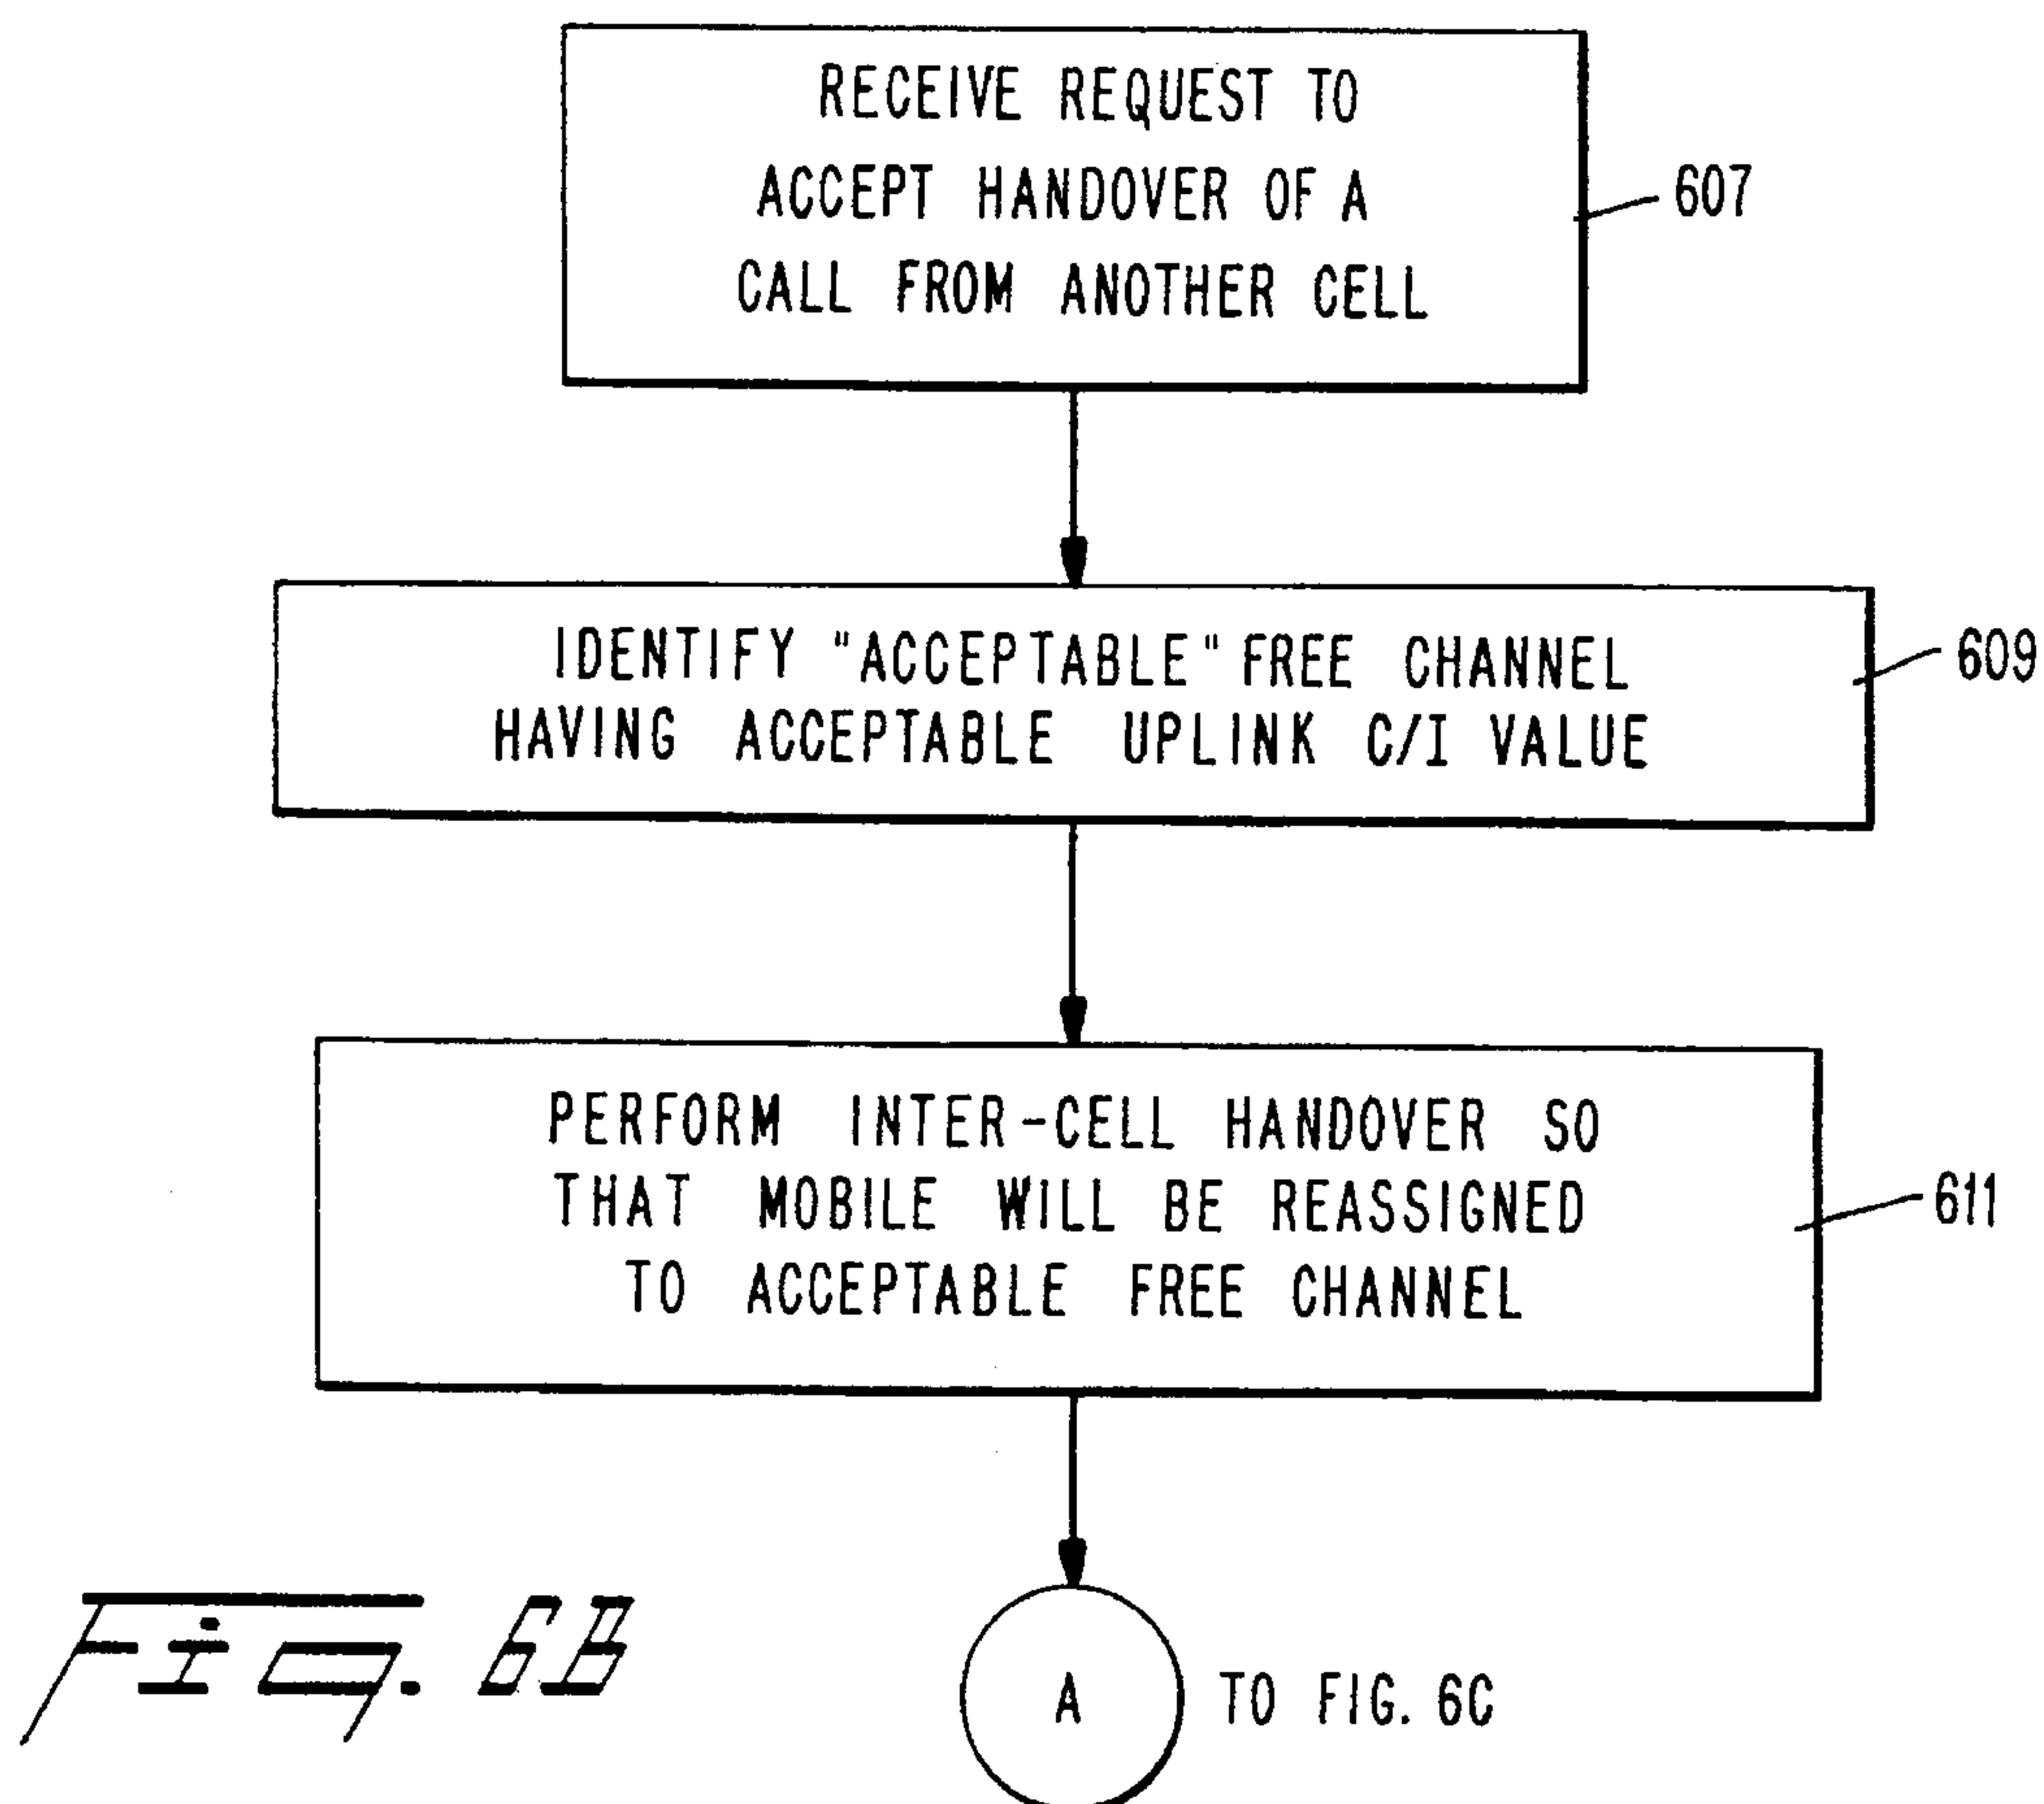 RECEIVE REQUEST TO
ACCEPT HANDOVER OF A
CALL FROM ANOTHER CELL
607
IDENTIFY "ACCEPTABLE" FREE CHANNEL
HAVING ACCEPTABLE UPLINK C/I VALUE
609
PERFORM INTER-CELL HANDOVER SO
THAT MOBILE WILL BE REASSIGNED
TO ACCEPTABLE FREE CHANNEL
611
A TO FIG. 6C
Fig. 6B